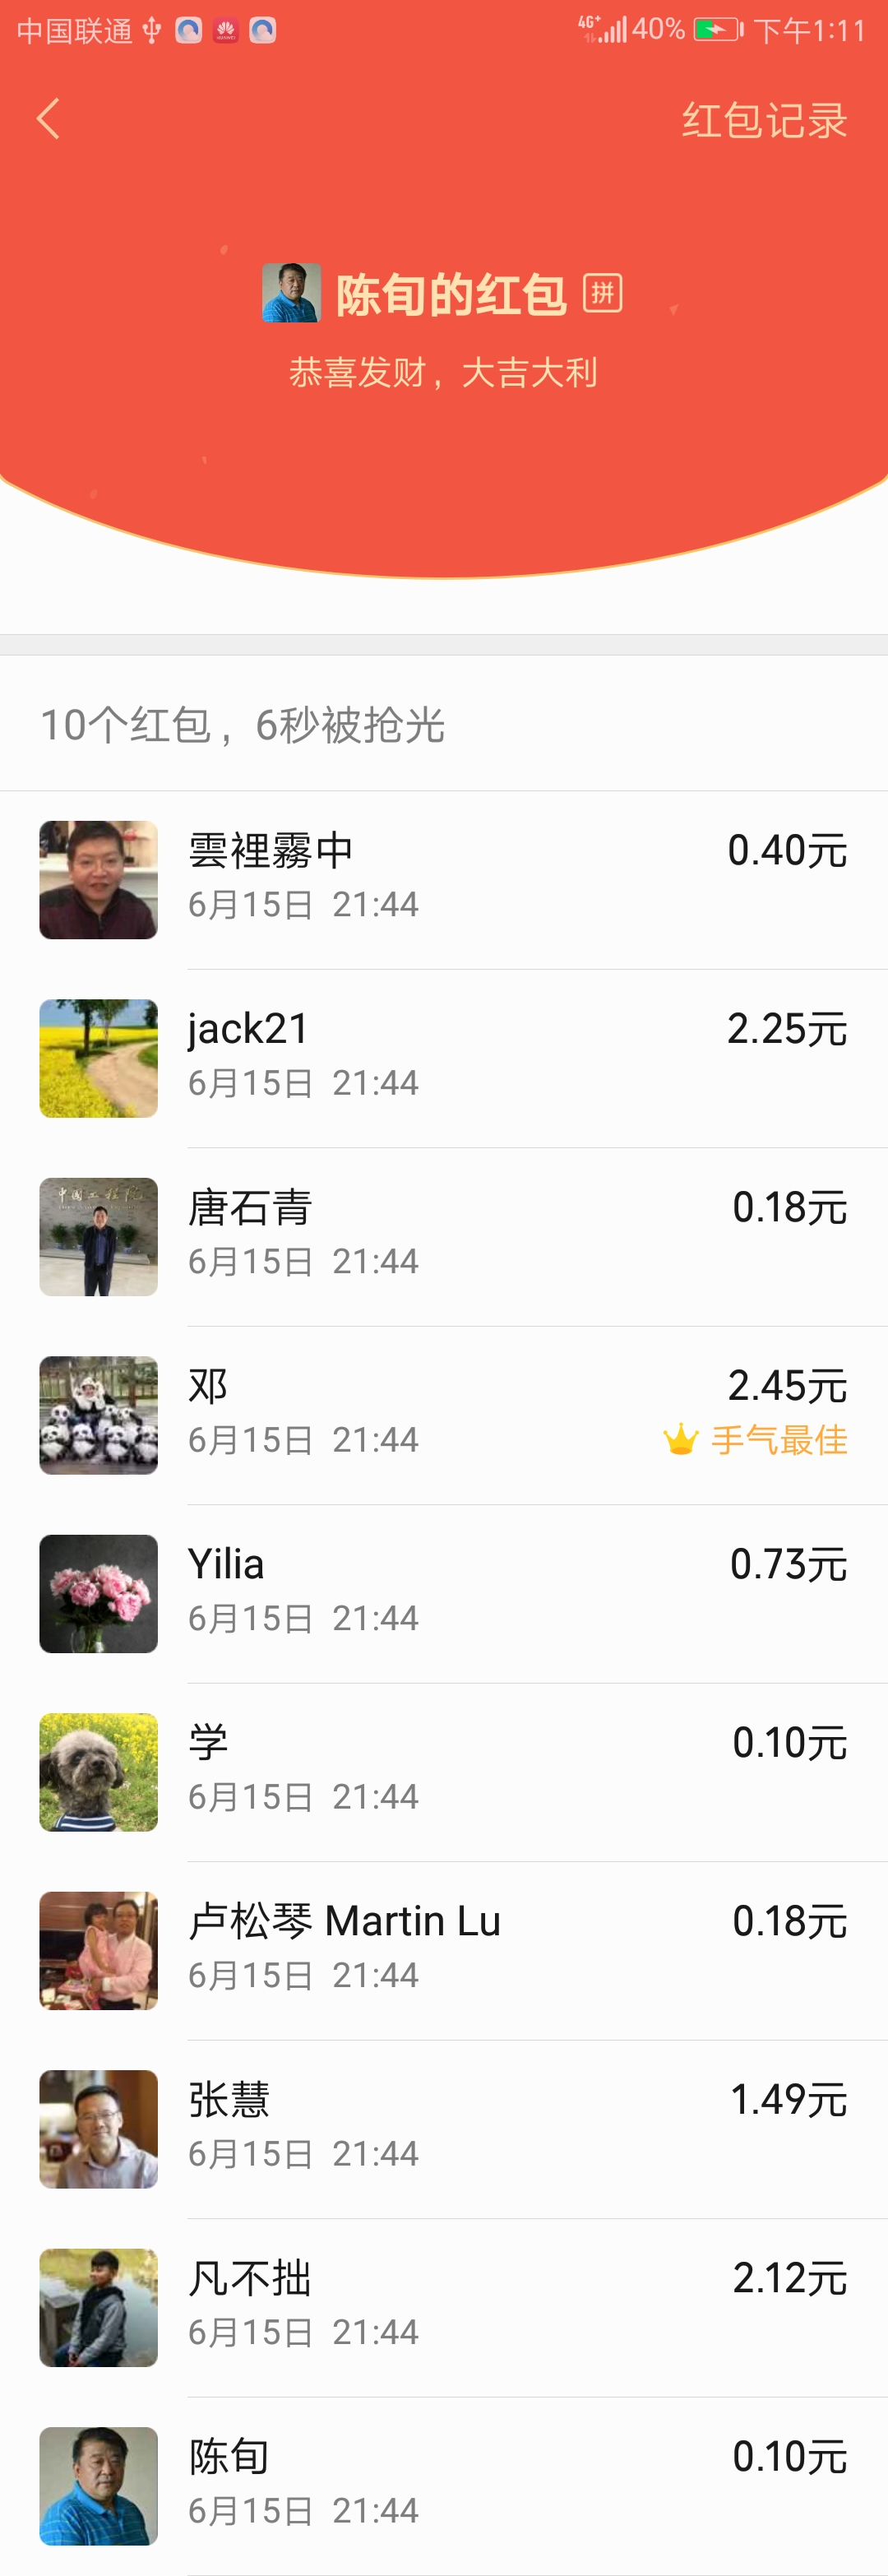 中国联通 4G+ 40% 下午1:11
红包记录
陈旬的红包 拼
恭喜发财，大吉大利
10个红包，6秒被抢光
雲裡霧中 0.40元
6月15日 21:44
jack21 2.25元
6月15日 21:44
唐石青 0.18元
6月15日 21:44
邓 2.45元
6月15日 21:44 手气最佳
Yilia 0.73元
6月15日 21:44
学 0.10元
6月15日 21:44
卢松琴 Martin Lu 0.18元
6月15日 21:44
张慧 1.49元
6月15日 21:44
凡不拙 2.12元
6月15日 21:44
陈旬 0.10元
6月15日 21:44